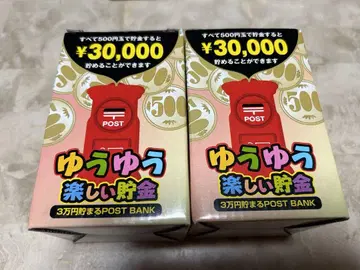 すべて500円玉で貯金すると
¥30,000
貯めることができます
〒
POST
ゆうゆう
楽しい貯金
3万円貯まるPOST BANK
500
すべて500円玉で貯金すると
¥30,000
貯めることができます
〒
POST
ゆうゆう
楽しい貯金
3万円貯まるPOST BANK
500